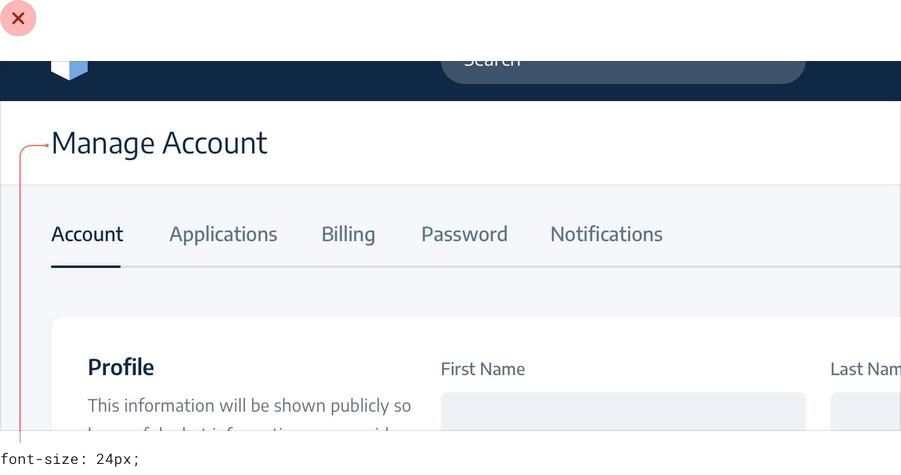 Search
Manage Account
Account Applications Billing Password Notifications
Profile
First Name
Last Nam
This information will be shown publicly so
font-size: 24px;